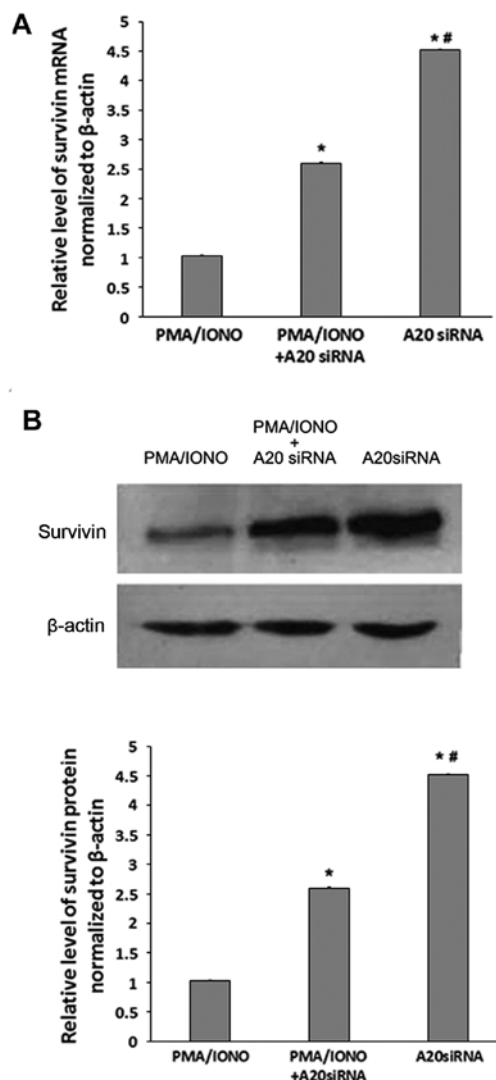 A
Relative level of survivin mRNA
normalized to β-actin
5
4.5
4
3.5
3
2.5
2
1.5
1
0.5
0
*
* #
PMA/IONO
PMA/IONO
+A20 siRNA
A20 siRNA
B
PMA/IONO
PMA/IONO
+
A20 siRNA
A20siRNA
Survivin
β-actin
Relative level of survivin protein
normalized to β-actin
5
4.5
4
3.5
3
2.5
2
1.5
1
0.5
0
*
* #
PMA/IONO
PMA/IONO
+A20siRNA
A20siRNA